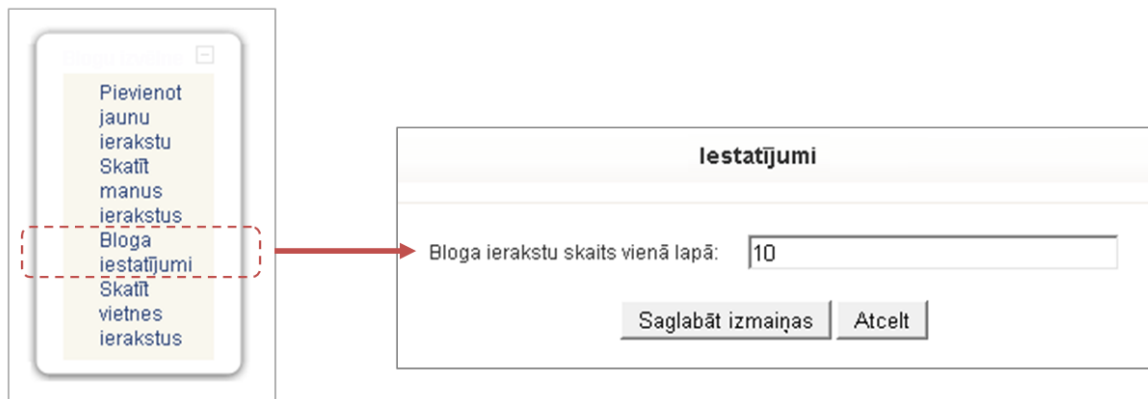 Pievienot
jaunu
ierakstu
Skatīt
manus
ierakstus
Bloga
iestatījumi
Skatīt
vietnes
ierakstus
Iestatījumi
Bloga ierakstu skaits vienā lapā: 10
Saglabāt izmaiņas Atcelt